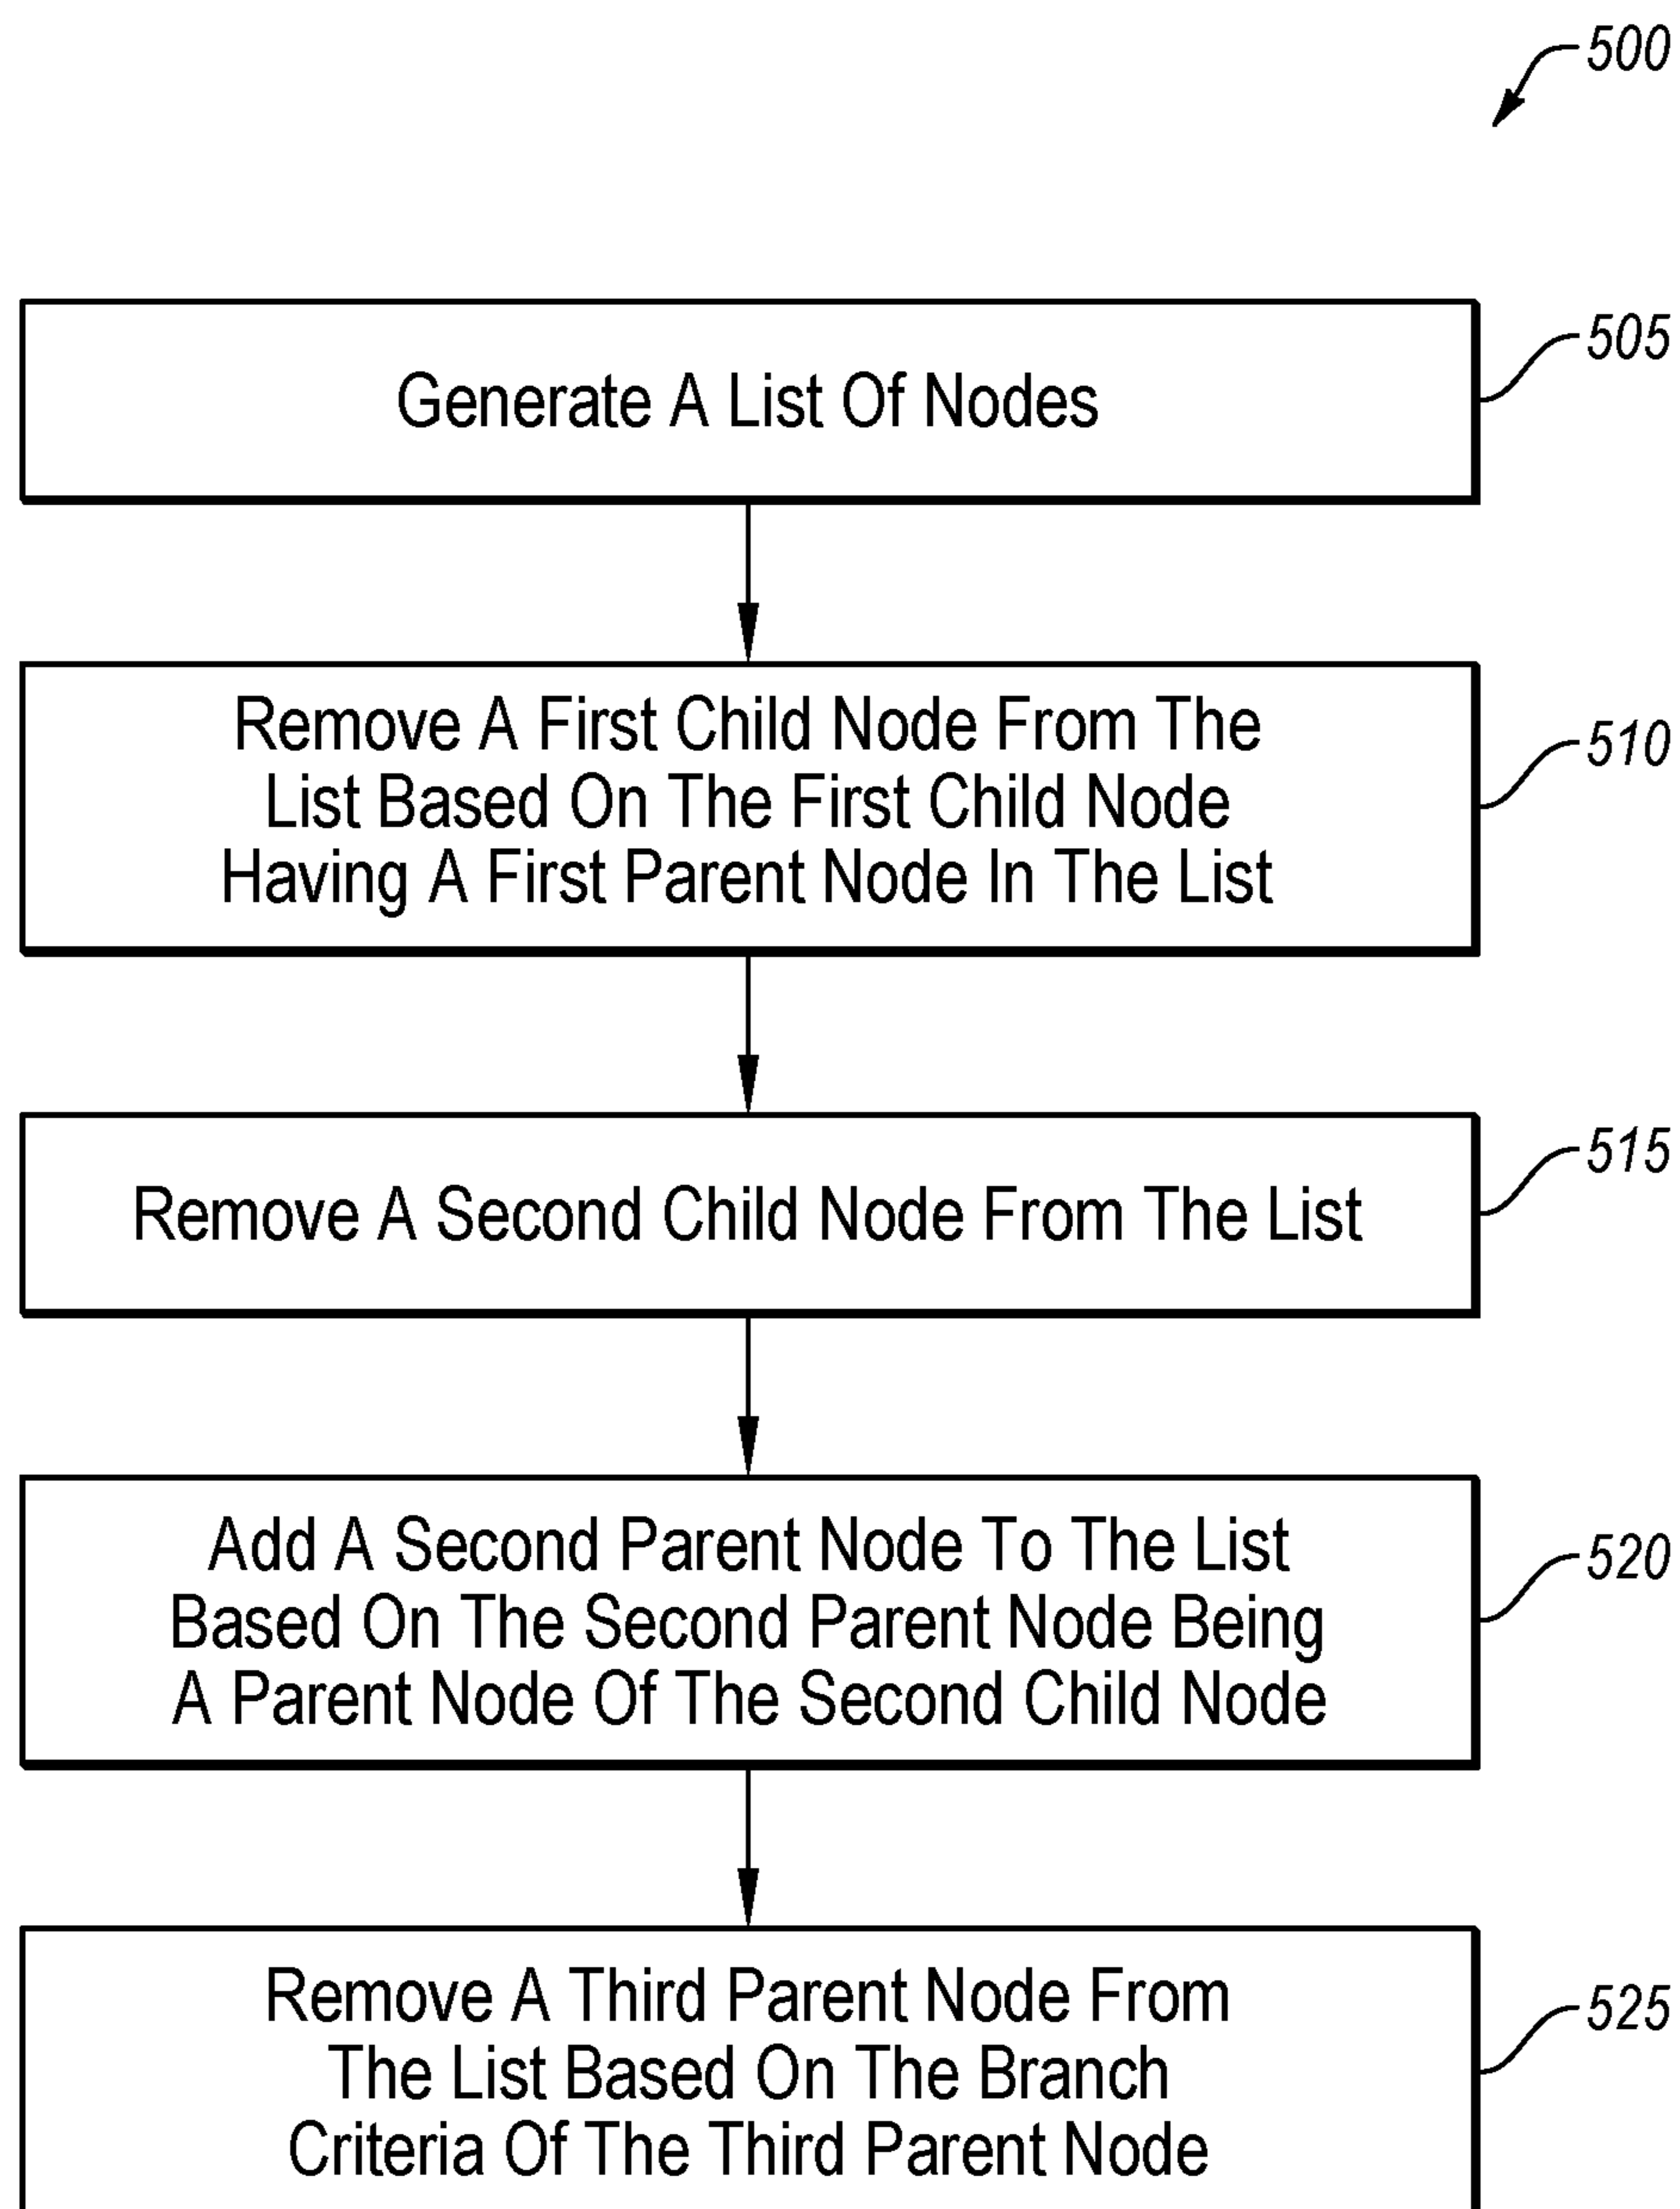 500
Generate A List Of Nodes
505
Remove A First Child Node From The
List Based On The First Child Node
Having A First Parent Node In The List
510
Remove A Second Child Node From The List
515
Add A Second Parent Node To The List
Based On The Second Parent Node Being
A Parent Node Of The Second Child Node
520
Remove A Third Parent Node From
The List Based On The Branch
Criteria Of The Third Parent Node
525